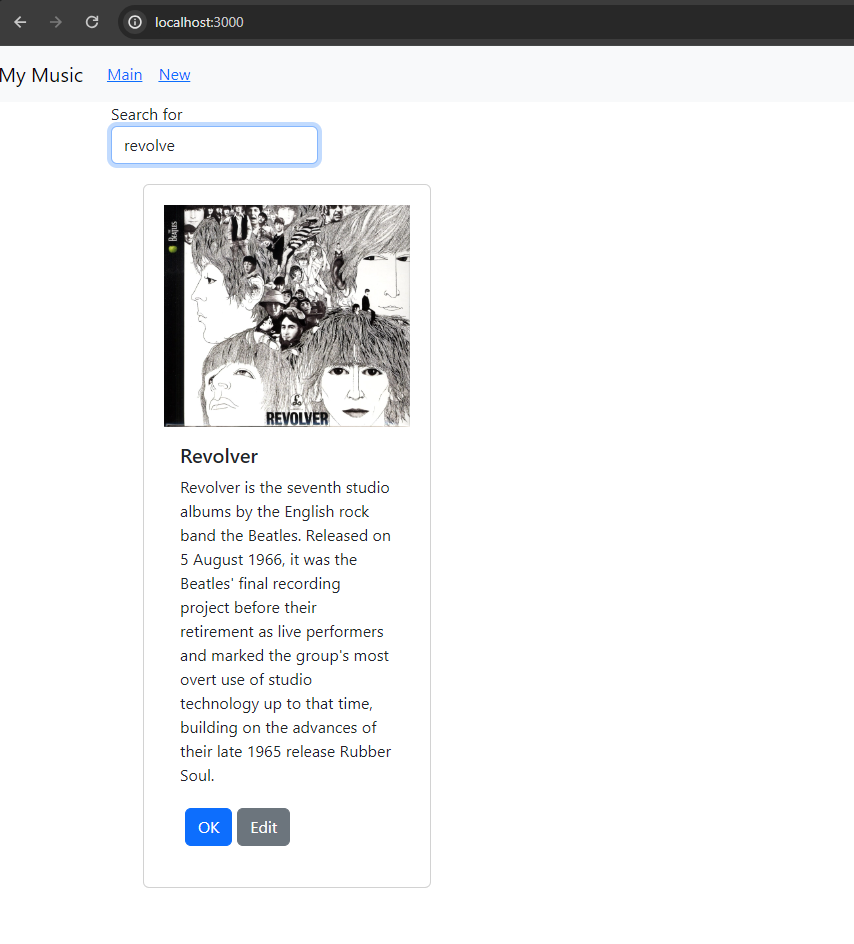 localhost:3000
My Music Main New
Search for
revolve
Beatles
REVOLVER
Revolver
Revolver is the seventh studio
albums by the English rock
band the Beatles. Released on
5 August 1966, it was the
Beatles' final recording
project before their
retirement as live performers
and marked the group's most
overt use of studio
technology up to that time,
building on the advances of
their late 1965 release Rubber
Soul.
OK Edit